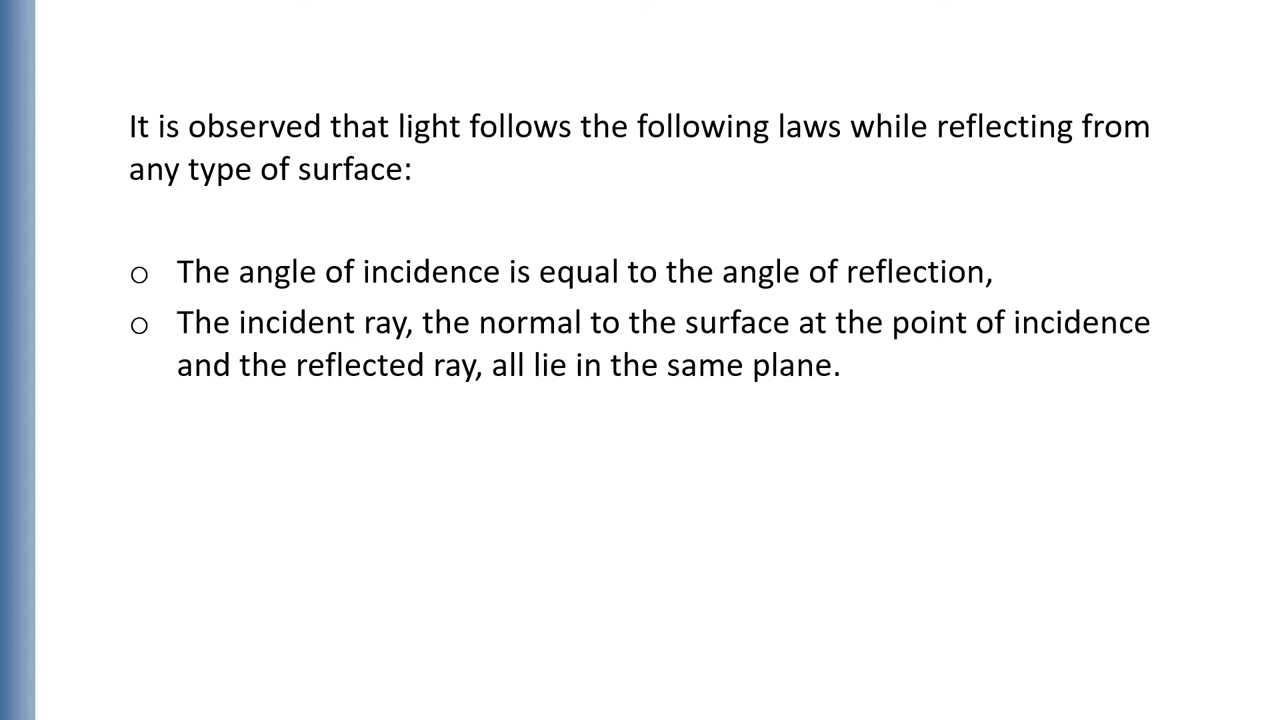 It is observed that light follows the following laws while reflecting from
any type of surface:
○ The angle of incidence is equal to the angle of reflection,
○ The incident ray, the normal to the surface at the point of incidence
and the reflected ray, all lie in the same plane.